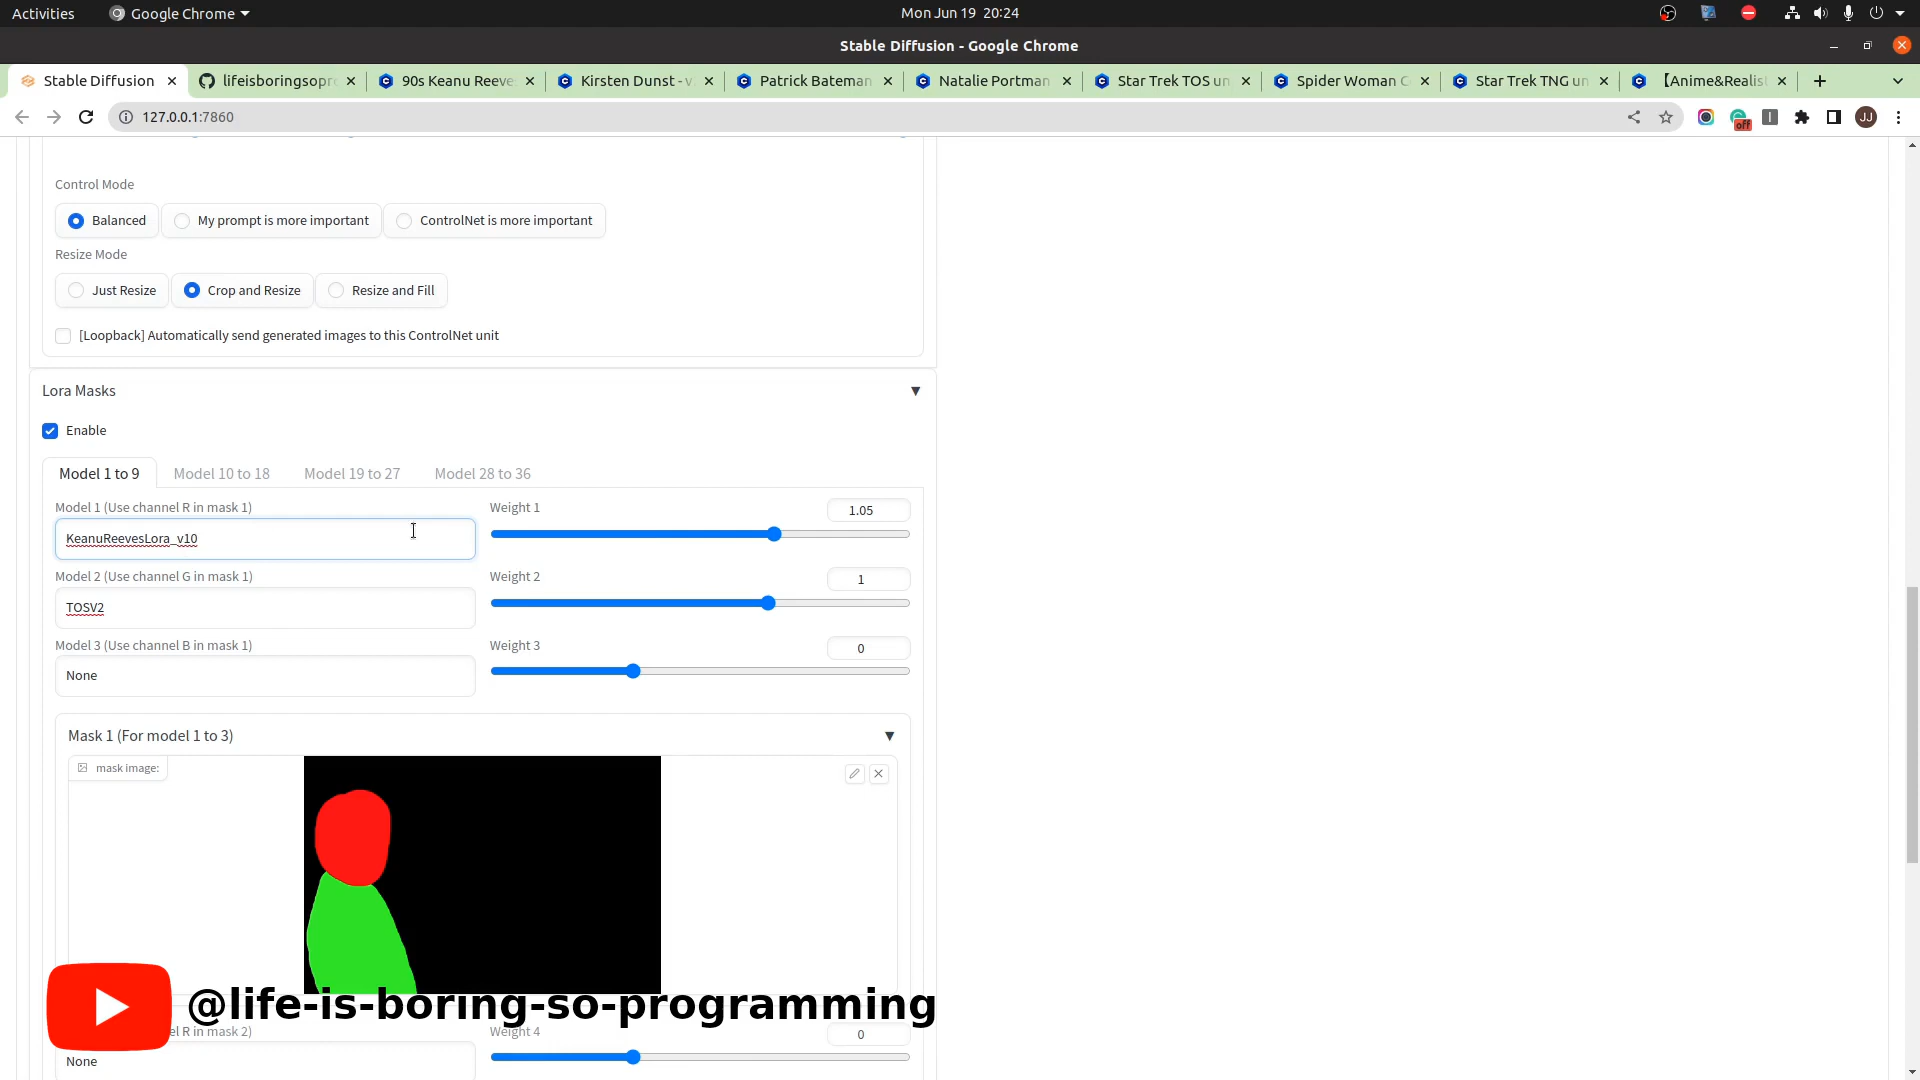 Activities
Google Chrome
Mon Jun 19 20:24
Stable Diffusion - Google Chrome
Stable Diffusion
lifeisboringsopro
90s Keanu Reeve
Kirsten Dunst - v
Patrick Bateman
Natalie Portman
Star Trek TOS un
Spider Woman C
Star Trek TNG un
【Anime&Realis
127.0.0.1:7860
off
JJ
Control Mode
Balanced
My prompt is more important
ControlNet is more important
Resize Mode
Just Resize
Crop and Resize
Resize and Fill
[Loopback] Automatically send generated images to this ControlNet unit
Lora Masks
Enable
Model 1 to 9
Model 10 to 18
Model 19 to 27
Model 28 to 36
Model 1 (Use channel R in mask 1)
Weight 1
1.05
KeanuReevesLora_v10
Model 2 (Use channel G in mask 1)
Weight 2
1
TOSV2
Model 3 (Use channel B in mask 1)
Weight 3
0
None
Mask 1 (For model 1 to 3)
mask image:
@life-is-boring-so-programming
el R in mask 2)
Weight 4
0
None